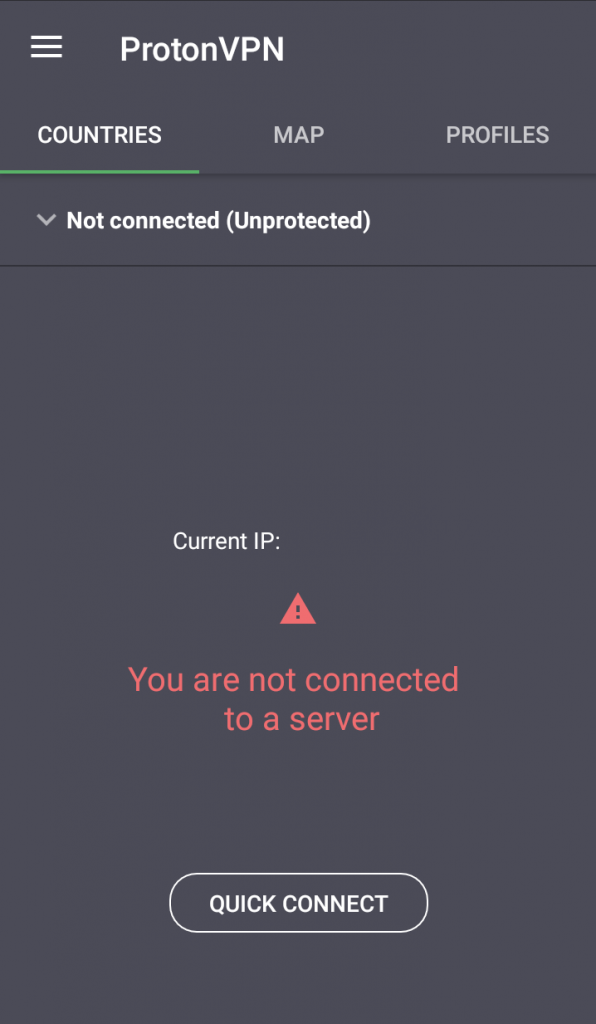 ProtonVPN
COUNTRIES MAP PROFILES
Not connected (Unprotected)
Current IP:
You are not connected
to a server
QUICK CONNECT